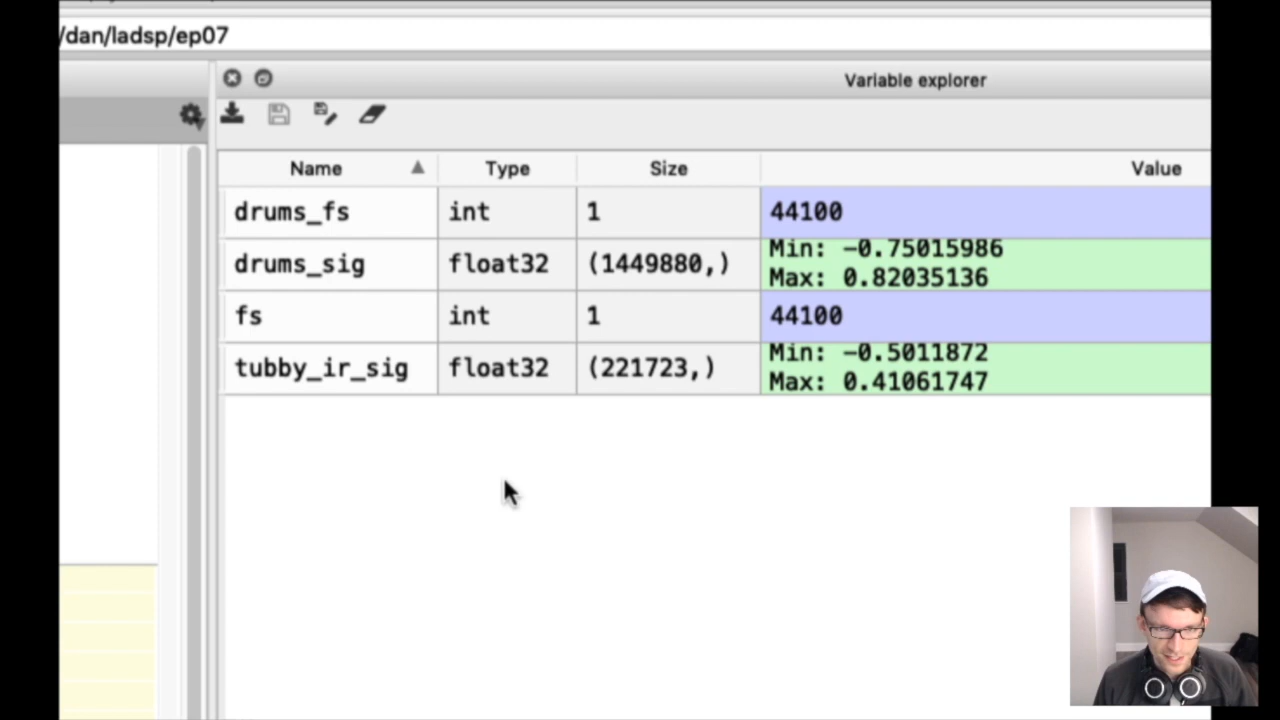 /dan/ladsp/ep07
Variable explorer
Name Type Size Value
drums_fs int 1 44100
drums_sig float32 (1449880,) Min: -0.75015986
Max: 0.82035136
fs int 1 44100
tubby_ir_sig float32 (221723,) Min: -0.5011872
Max: 0.41061747